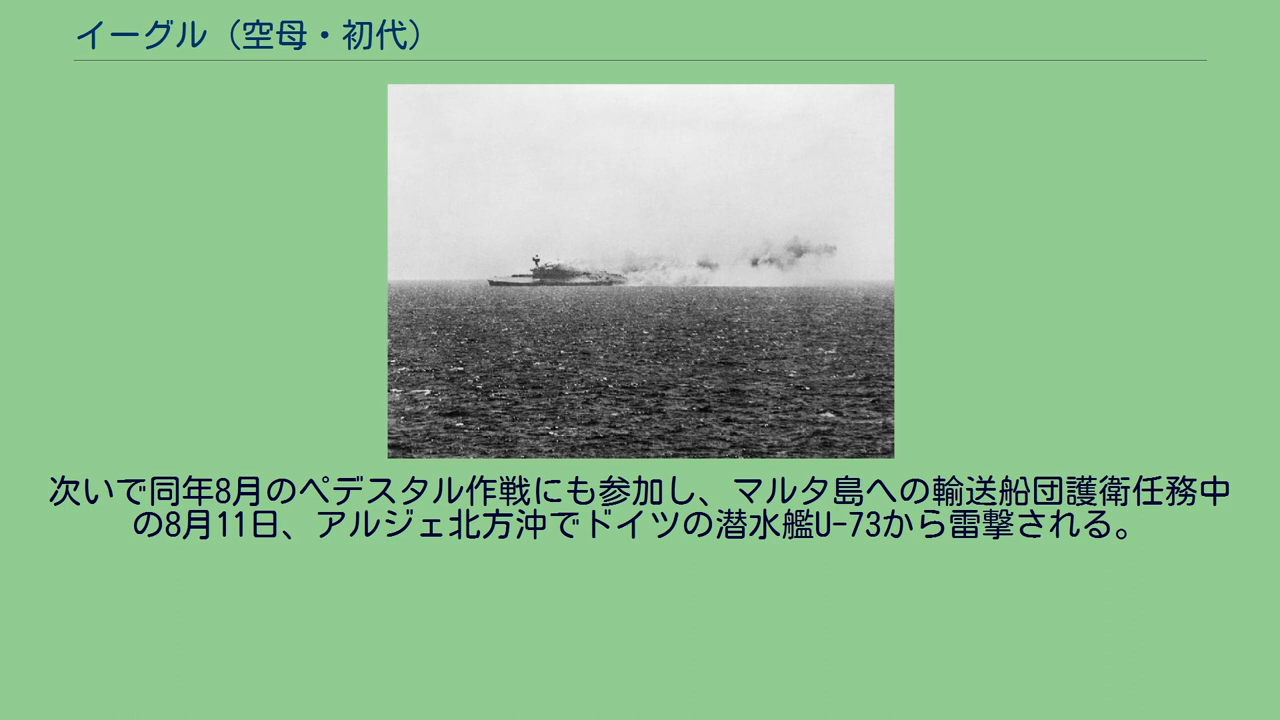 イーグル（空母・初代）
次いで同年8月のペデスタル作戦にも参加し、マルタ島への輸送船団護衛任務中
の8月11日、アルジェ北方沖でドイツの潜水艦U-73から雷撃される。